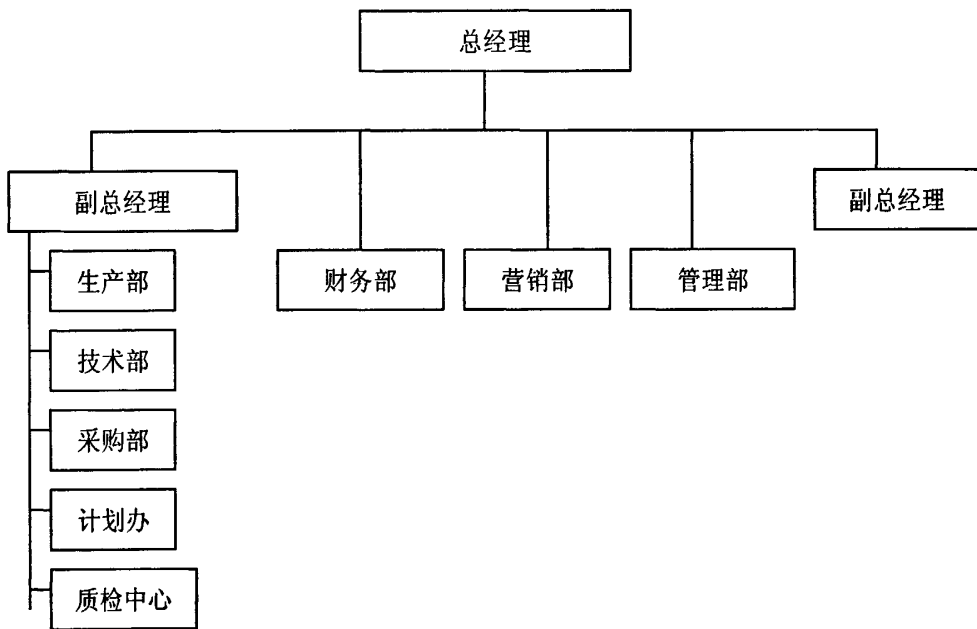 总经理
副总经理
副总经理
生产部
财务部
营销部
管理部
技术部
采购部
计划办
质检中心